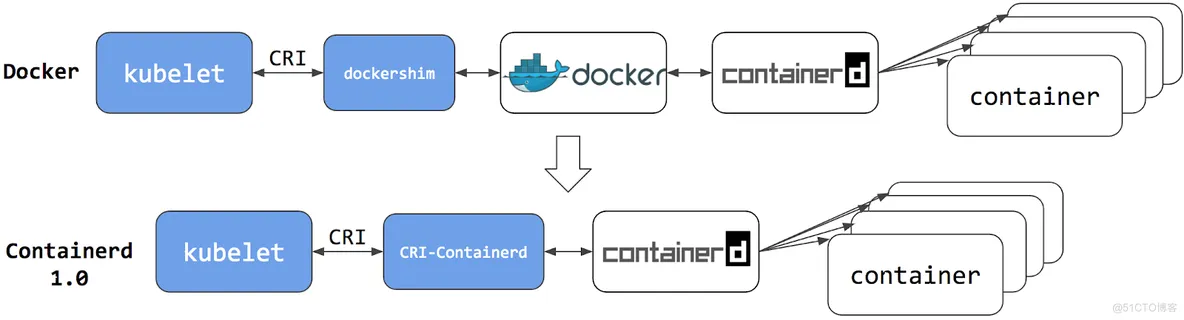 Docker
kubelet
CRI
dockershim
docker
containerd
container
Containerd
1.0
kubelet
CRI
CRI-Containerd
containerd
container
@51CTO博客